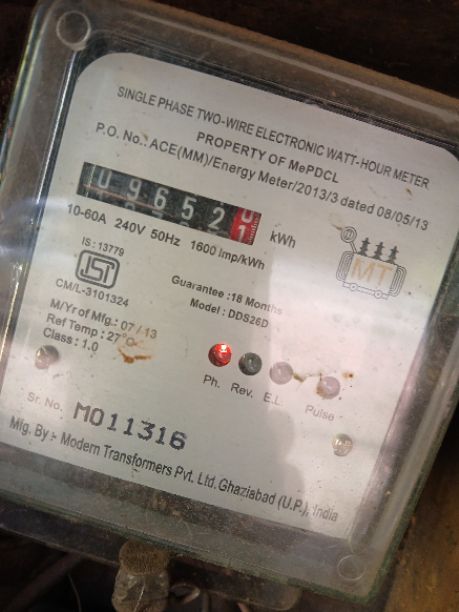 SINGLE PHASE TWO-WIRE ELECTRONIC WATT-HOUR METER
PROPERTY OF MePDCL
P.O. No.: ACE(MM)/Energy Meter/2013/3 dated 08/05/13
09652 kWh
10-60A 240V 50Hz 1600 Imp/kWh
IS : 13779
ISI
CM/L-3101324
MT
Guarantee : 18 Months
Model : DDS26D
M/Yr of Mfg.: 07/13
Ref Temp : 27°C
Class : 1.0
Ph. Rev. E.L. Pulse
Sr. No. M011316
Mfg. By :- Modern Transformers Pvt. Ltd. Ghaziabad (U.P.), India